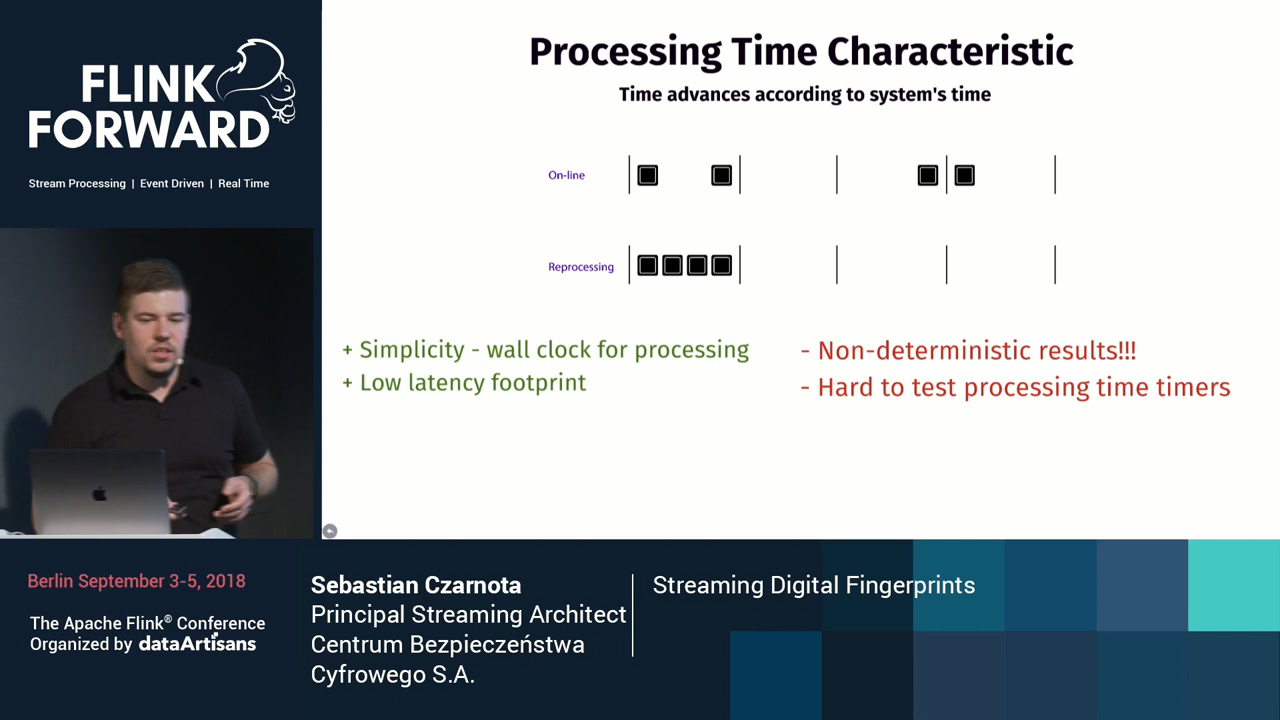 FLINK
FORWARD
Stream Processing | Event Driven | Real Time
Processing Time Characteristic
Time advances according to system's time
On-line
Reprocessing
+ Simplicity - wall clock for processing
+ Low latency footprint
- Non-deterministic results!!!
- Hard to test processing time timers
Berlin September 3-5, 2018
The Apache Flink® Conference
Organized by dataArtisans
Sebastian Czarnota
Principal Streaming Architect
Centrum Bezpieczeństwa
Cyfrowego S.A.
Streaming Digital Fingerprints